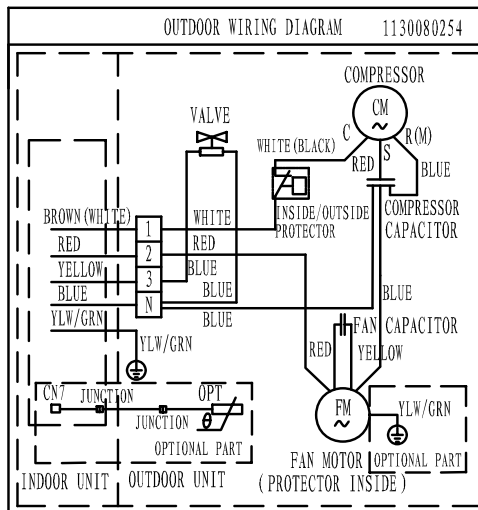 OUTDOOR WIRING DIAGRAM 1130080254
COMPRESSOR
CM
C
S
R(M)
VALVE
WHITE(BLACK)
RED
BLUE
INSIDE/OUTSIDE
PROTECTOR
COMPRESSOR
CAPACITOR
BROWN(WHITE)
1
WHITE
RED
2
RED
YELLOW
3
BLUE
BLUE
N
BLUE
BLUE
YLW/GRN
BLUE
YLW/GRN
FAN CAPACITOR
RED
YELLOW
CN7
JUNCTION
JUNCTION
OPT
θ
OPTIONAL PART
FM
YLW/GRN
INDOOR UNIT
OUTDOOR UNIT
FAN MOTOR
(PROTECTOR INSIDE)
OPTIONAL PART